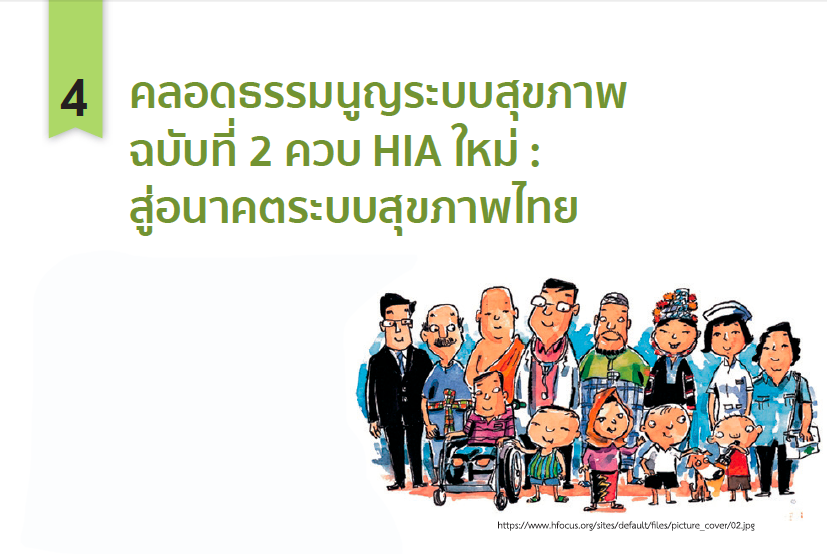 4
คลอดธรรมนูญระบบสุขภาพ
ฉบับที่ 2 ควบ HIA ใหม่ :
สู่อนาคตระบบสุขภาพไทย
https://www.hfocus.org/sites/default/files/picture_cover/02.jpg